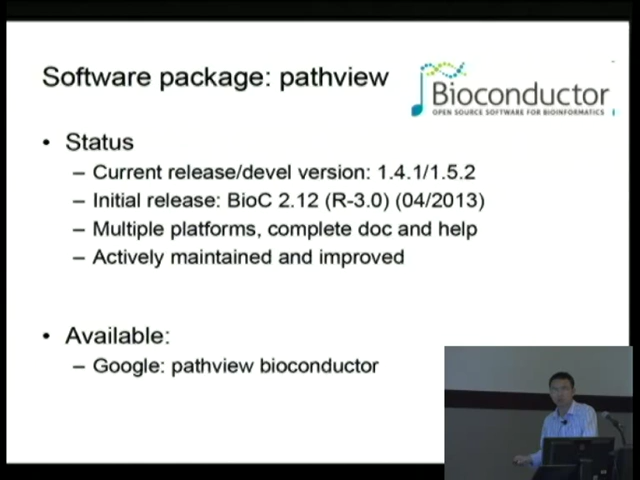 Software package: pathview
Bioconductor
OPEN SOURCE SOFTWARE FOR BIOINFORMATICS
• Status
– Current release/devel version: 1.4.1/1.5.2
– Initial release: BioC 2.12 (R-3.0) (04/2013)
– Multiple platforms, complete doc and help
– Actively maintained and improved
• Available:
– Google: pathview bioconductor